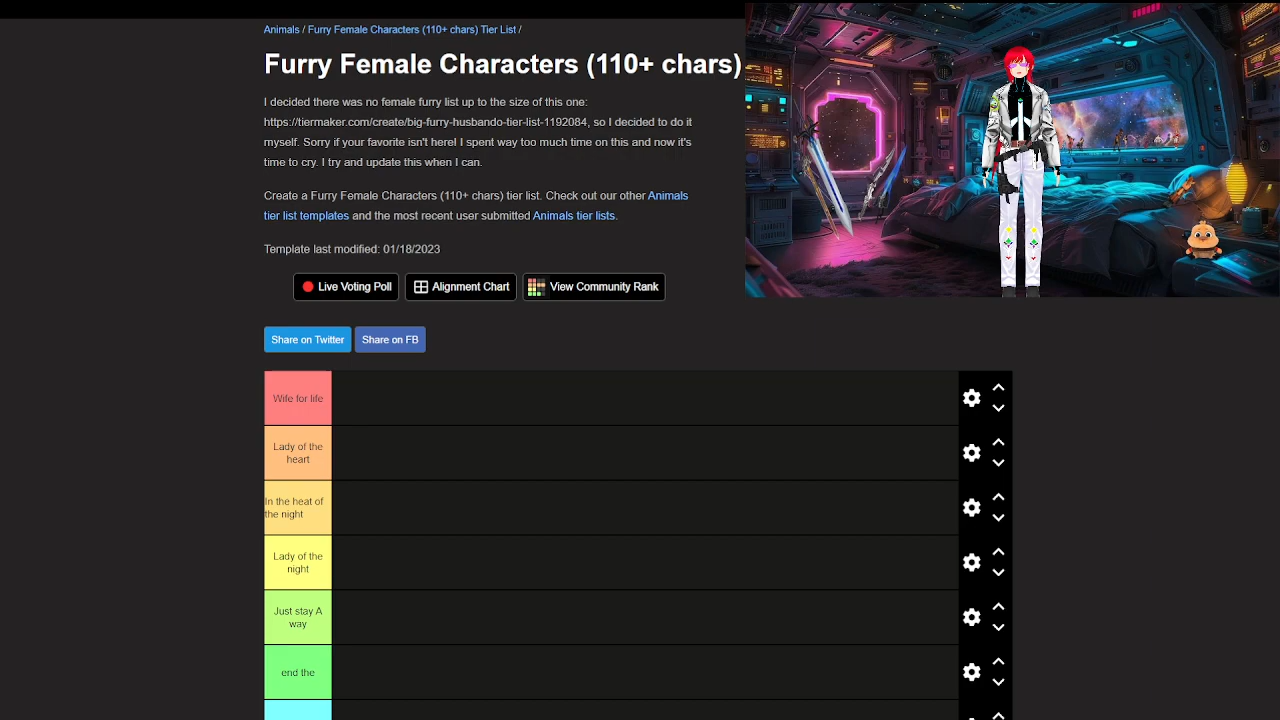 Animals / Furry Female Characters (110+ chars) Tier List /
Furry Female Characters (110+ chars)
I decided there was no female furry list up to the size of this one:
https://tiermaker.com/create/big-furry-husbando-tier-list-1192084, so I decided to do it
myself. Sorry if your favorite isn't here! I spent way too much time on this and now it's
time to cry. I try and update this when I can.
Create a Furry Female Characters (110+ chars) tier list. Check out our other Animals
tier list templates and the most recent user submitted Animals tier lists.
Template last modified: 01/18/2023
Live Voting Poll
Alignment Chart
View Community Rank
Share on Twitter
Share on FB
Wife for life
Lady of the
heart
In the heat of
the night
Lady of the
night
Just stay A
way
end the